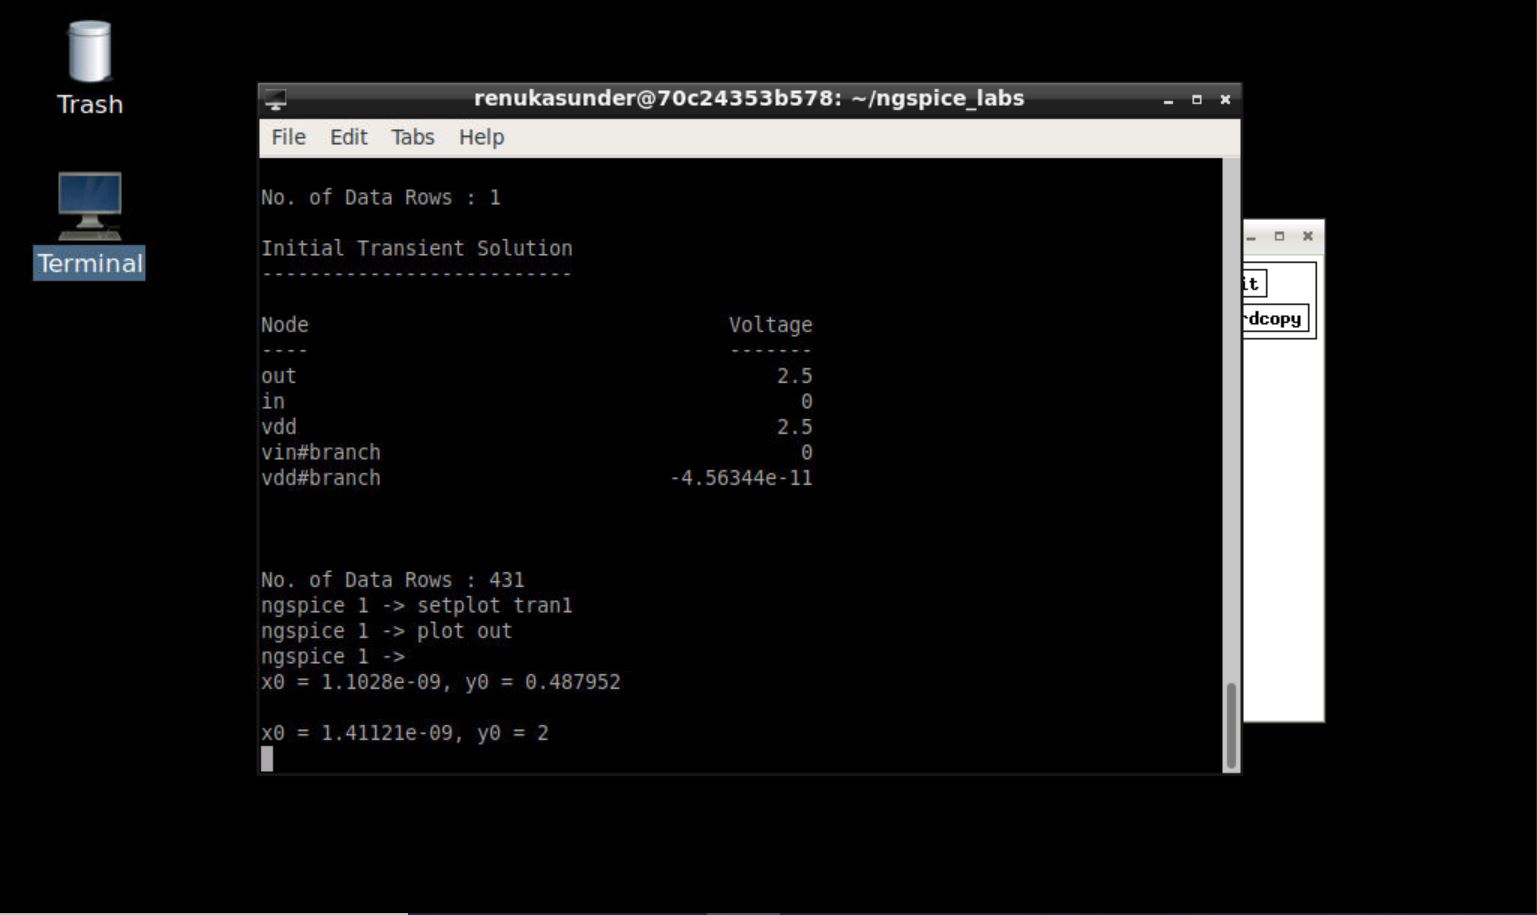 Trash
Terminal
renukasunder@70c24353b578: ~/ngspice_labs
File Edit Tabs Help
No. of Data Rows : 1
Initial Transient Solution
--------------------------
Node Voltage
---- -------
out 2.5
in 0
vdd 2.5
vin#branch 0
vdd#branch -4.56344e-11
No. of Data Rows : 431
ngspice 1 -> setplot tran1
ngspice 1 -> plot out
ngspice 1 ->
x0 = 1.1028e-09, y0 = 0.487952
x0 = 1.41121e-09, y0 = 2
it
rdcopy